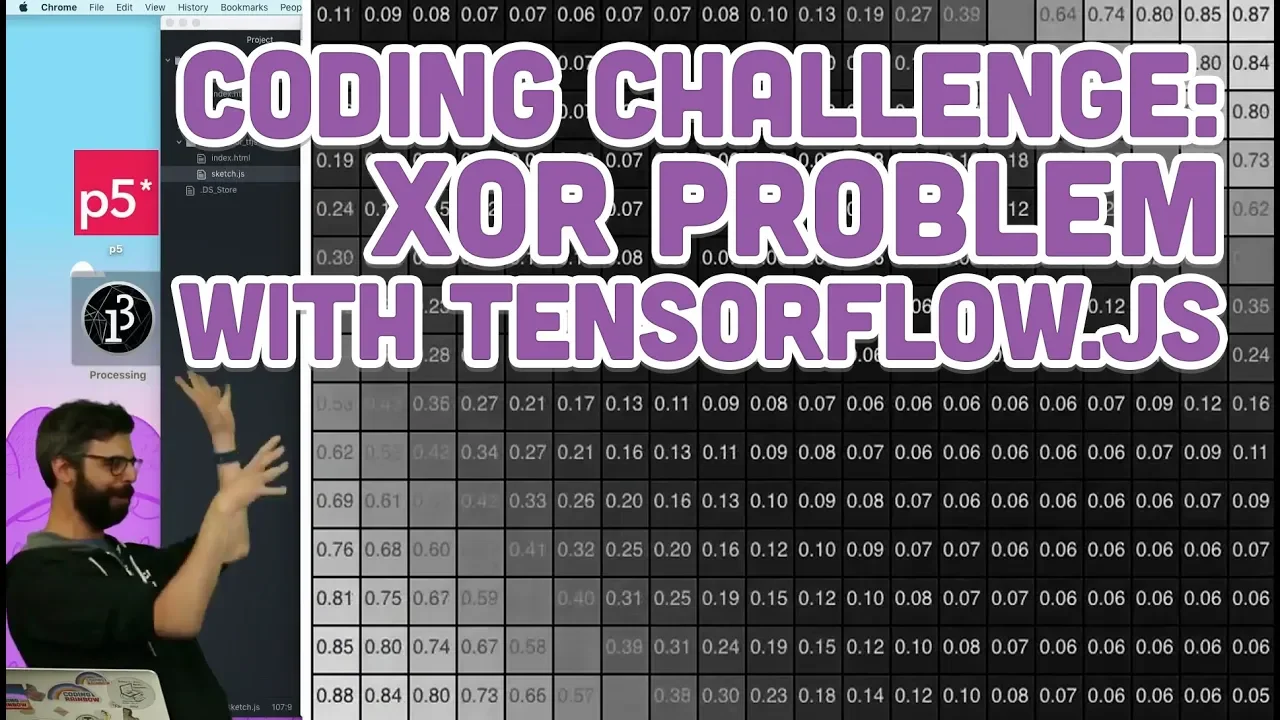 Chrome File Edit View History Bookmarks Peop
Project
CODING CHALLENGE:
XOR PROBLEM
WITH TENSORFLOW.JS
index.html
sketch.js
.DS_Store
p5*
p5
Processing
0.11 0.09 0.08 0.07 0.07 0.06 0.07 0.07 0.08 0.10 0.13 0.19 0.27 0.39 0.64 0.74 0.80 0.85 0.87
.80 0.84
0.80
0.19 0.07 0.73
0.24 0.07 0.62
0.30
0.12 0.35
.28 0.24
0.35 0.27 0.21 0.17 0.13 0.11 0.09 0.08 0.07 0.06 0.06 0.06 0.06 0.06 0.07 0.09 0.12 0.16
0.62 0.42 0.34 0.27 0.21 0.16 0.13 0.11 0.09 0.08 0.07 0.06 0.06 0.06 0.06 0.06 0.07 0.09 0.11
0.69 0.61 0.42 0.33 0.26 0.20 0.16 0.13 0.10 0.09 0.08 0.07 0.06 0.06 0.06 0.06 0.06 0.07 0.09
0.76 0.68 0.60 0.41 0.32 0.25 0.20 0.16 0.12 0.10 0.09 0.07 0.07 0.06 0.06 0.06 0.06 0.06 0.07
0.81 0.75 0.67 0.59 0.40 0.31 0.25 0.19 0.15 0.12 0.10 0.08 0.07 0.07 0.06 0.06 0.06 0.06 0.06
0.85 0.80 0.74 0.67 0.58 0.39 0.31 0.24 0.19 0.15 0.12 0.10 0.08 0.07 0.06 0.06 0.06 0.06 0.06
0.88 0.84 0.80 0.73 0.66 0.57 0.38 0.30 0.23 0.18 0.14 0.12 0.10 0.08 0.07 0.06 0.06 0.06 0.05
CODING
RAINBOW
sketch.js 107:9